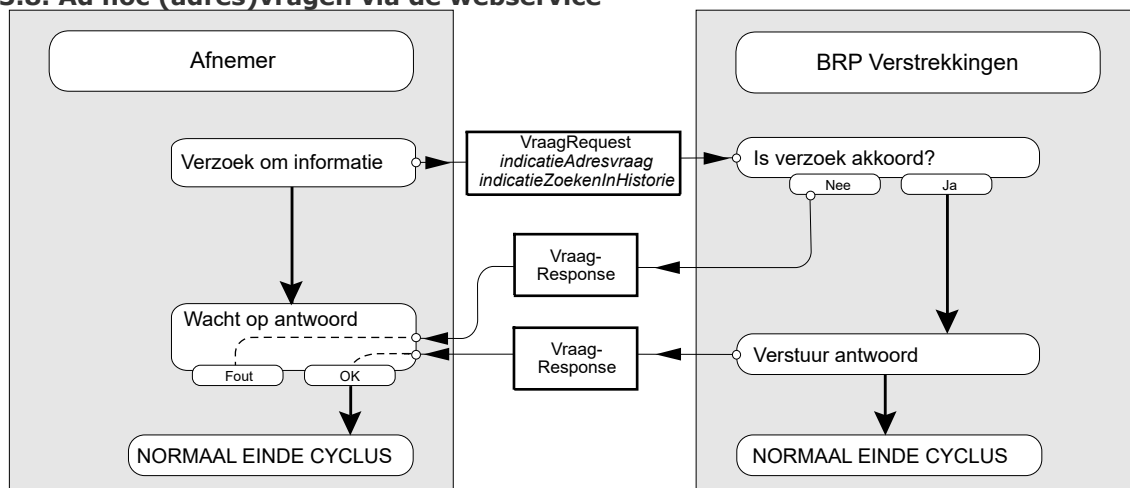 3.8. Ad hoc (adres)vragen via de webservice
Afnemer
BRP Verstrekkingen
Verzoek om informatie
VraagRequest
indicatieAdresvraag
indicatieZoekenInHistorie
Is verzoek akkoord?
Nee
Ja
Vraag-
Response
Wacht op antwoord
Fout
OK
Vraag-
Response
Verstuur antwoord
NORMAAL EINDE CYCLUS
NORMAAL EINDE CYCLUS